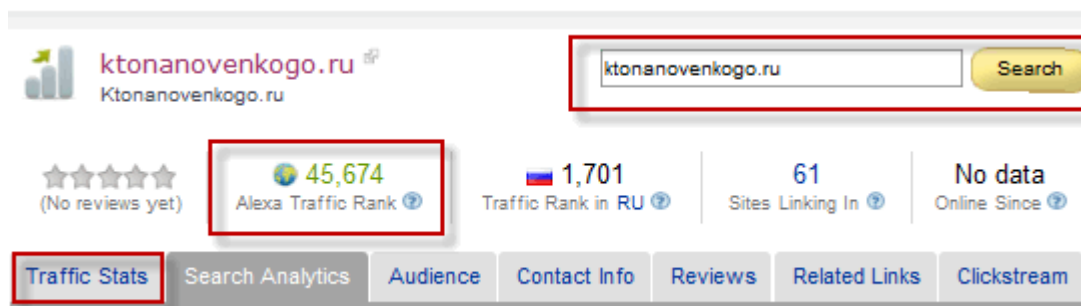 ktonanovenkogo.ru
Ktonanovenkogo.ru
ktonanovenkogo.ru
Search
(No reviews yet)
45,674
Alexa Traffic Rank ?
1,701
Traffic Rank in RU ?
61
Sites Linking In ?
No data
Online Since ?
Traffic Stats Search Analytics Audience Contact Info Reviews Related Links Clickstream